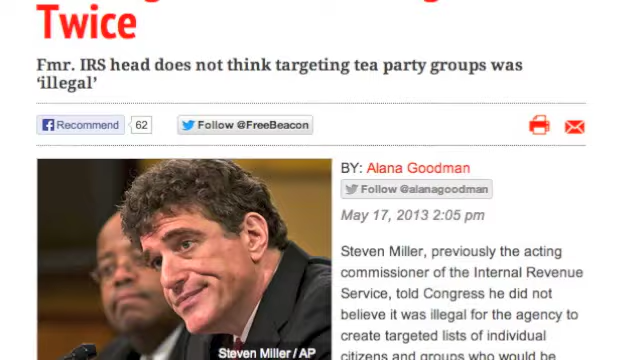 Twice
Fmr. IRS head does not think targeting tea party groups was
‘illegal’
Recommend 62 Follow @FreeBeacon
BY: Alana Goodman
Follow @alanagoodman
May 17, 2013 2:05 pm
Steven Miller, previously the acting
commissioner of the Internal Revenue
Service, told Congress he did not
believe it was illegal for the agency to
create targeted lists of individual
citizens and groups who would be
Steven Miller / AP